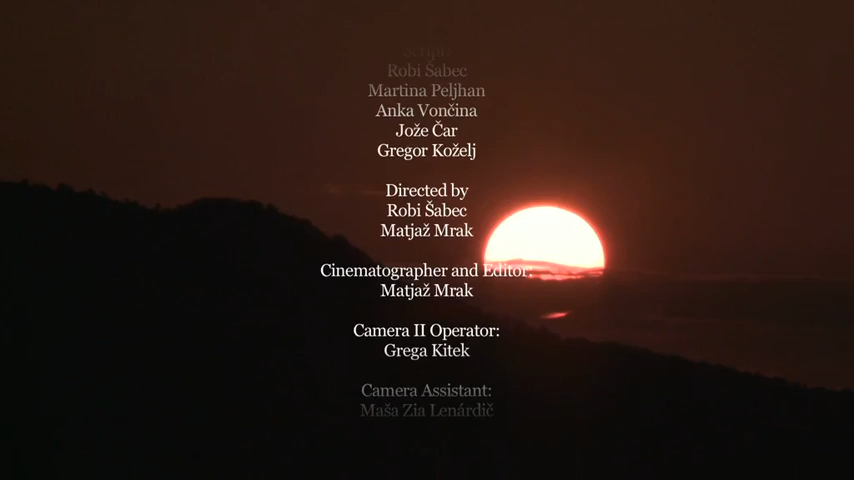 Script
Robi Šabec
Martina Peljhan
Anka Vončina
Jože Čar
Gregor Koželj
Directed by
Robi Šabec
Matjaž Mrak
Cinematographer and Editor:
Matjaž Mrak
Camera II Operator:
Grega Kitek
Camera Assistant:
Maša Zia Lenárdič